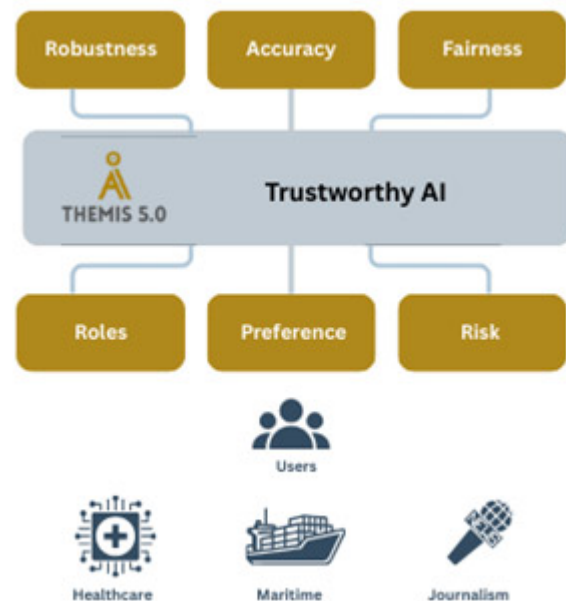 Robustness
Accuracy
Fairness
THEMIS 5.0
Trustworthy AI
Roles
Preference
Risk
Users
Healthcare
Maritime
Journalism